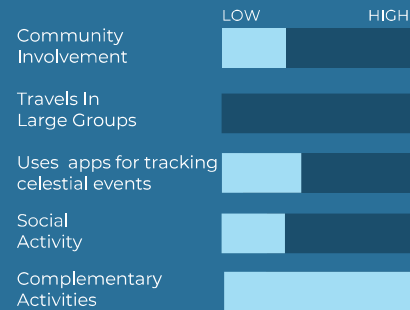 LOW HIGH
Community
Involvement
Travels In
Large Groups
Uses apps for tracking
celestial events
Social
Activity
Complementary
Activities